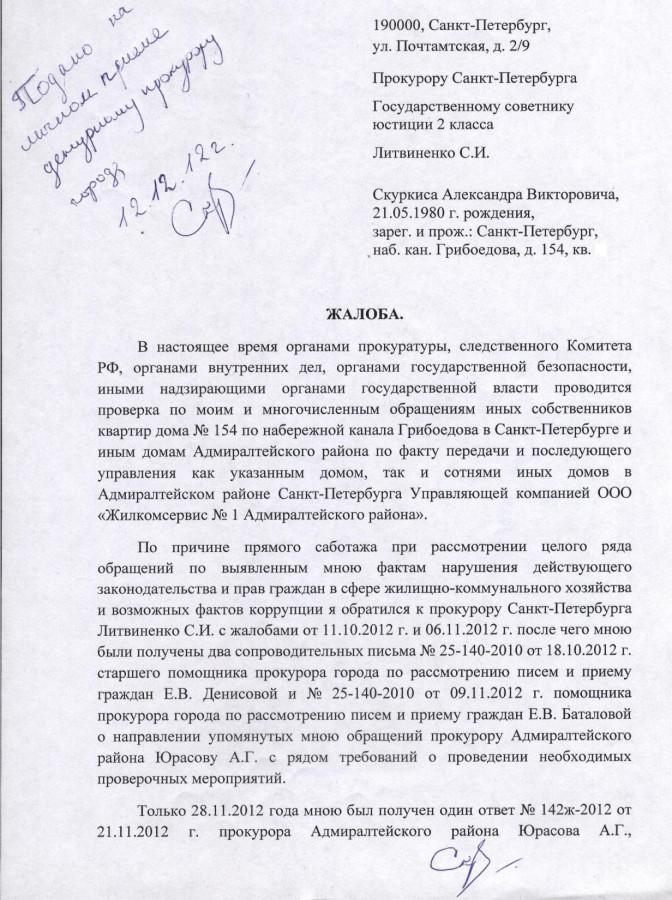 Подано на
личном приеме
дежурному прокурору
города
12.12.12 г.
190000, Санкт-Петербург,
ул. Почтамтская, д. 2/9
Прокурору Санкт-Петербурга
Государственному советнику
юстиции 2 класса
Литвиненко С.И.
Скуркиса Александра Викторовича,
21.05.1980 г. рождения,
зарег. и прож.: Санкт-Петербург,
наб. кан. Грибоедова, д. 154, кв.
ЖАЛОБА.
В настоящее время органами прокуратуры, следственного Комитета
РФ, органами внутренних дел, органами государственной безопасности,
иными надзирающими органами государственной власти проводится
проверка по моим и многочисленным обращениям иных собственников
квартир дома № 154 по набережной канала Грибоедова в Санкт-Петербурге и
иным домам Адмиралтейского района по факту передачи и последующего
управления как указанным домом, так и сотнями иных домов в
Адмиралтейском районе Санкт-Петербурга Управляющей компанией ООО
«Жилкомсервис № 1 Адмиралтейского района».
По причине прямого саботажа при рассмотрении целого ряда
обращений по выявленным мною фактам нарушения действующего
законодательства и прав граждан в сфере жилищно-коммунального хозяйства
и возможных фактов коррупции я обратился к прокурору Санкт-Петербурга
Литвиненко С.И. с жалобами от 11.10.2012 г. и 06.11.2012 г. после чего мною
были получены два сопроводительных письма № 25-140-2010 от 18.10.2012 г.
старшего помощника прокурора города по рассмотрению писем и приему
граждан Е.В. Денисовой и № 25-140-2010 от 09.11.2012 г. помощника
прокурора города по рассмотрению писем и приему граждан Е.В. Баталовой
о направлении упомянутых мною обращений прокурору Адмиралтейского
района Юрасову А.Г. с рядом требований о проведении необходимых
проверочных мероприятий.
Только 28.11.2012 года мною был получен один ответ № 142ж-2012 от
21.11.2012 г. прокурора Адмиралтейского района Юрасова А.Г.,